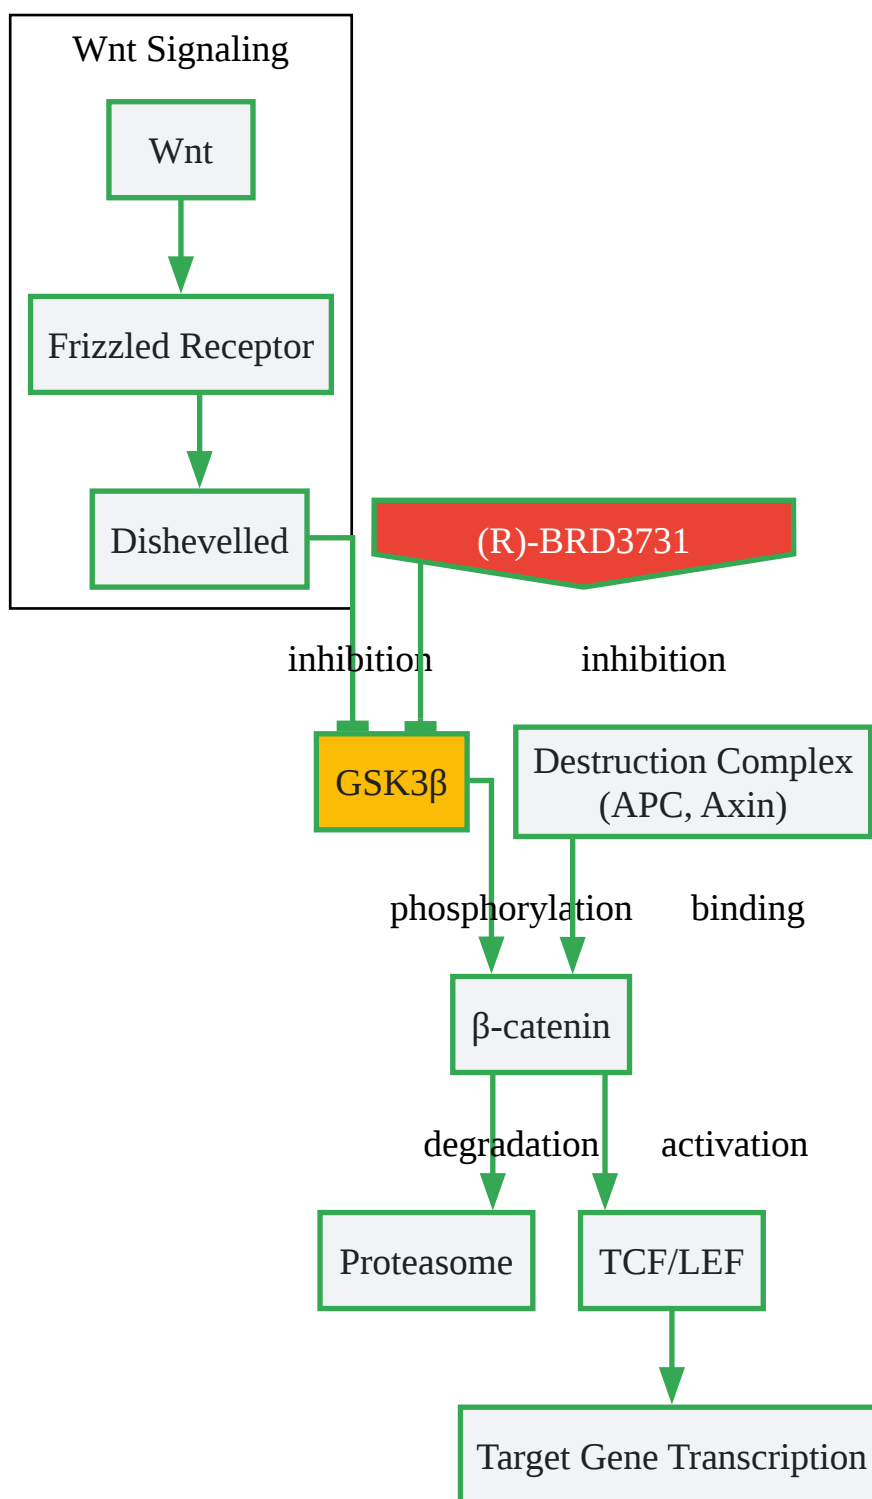 Wnt Signaling
Wnt
Frizzled Receptor
Dishevelled
(R)-BRD3731
inhibition
inhibition
GSK3β
Destruction Complex
(APC, Axin)
phosphorylation
binding
β-catenin
degradation
activation
Proteasome
TCF/LEF
Target Gene Transcription